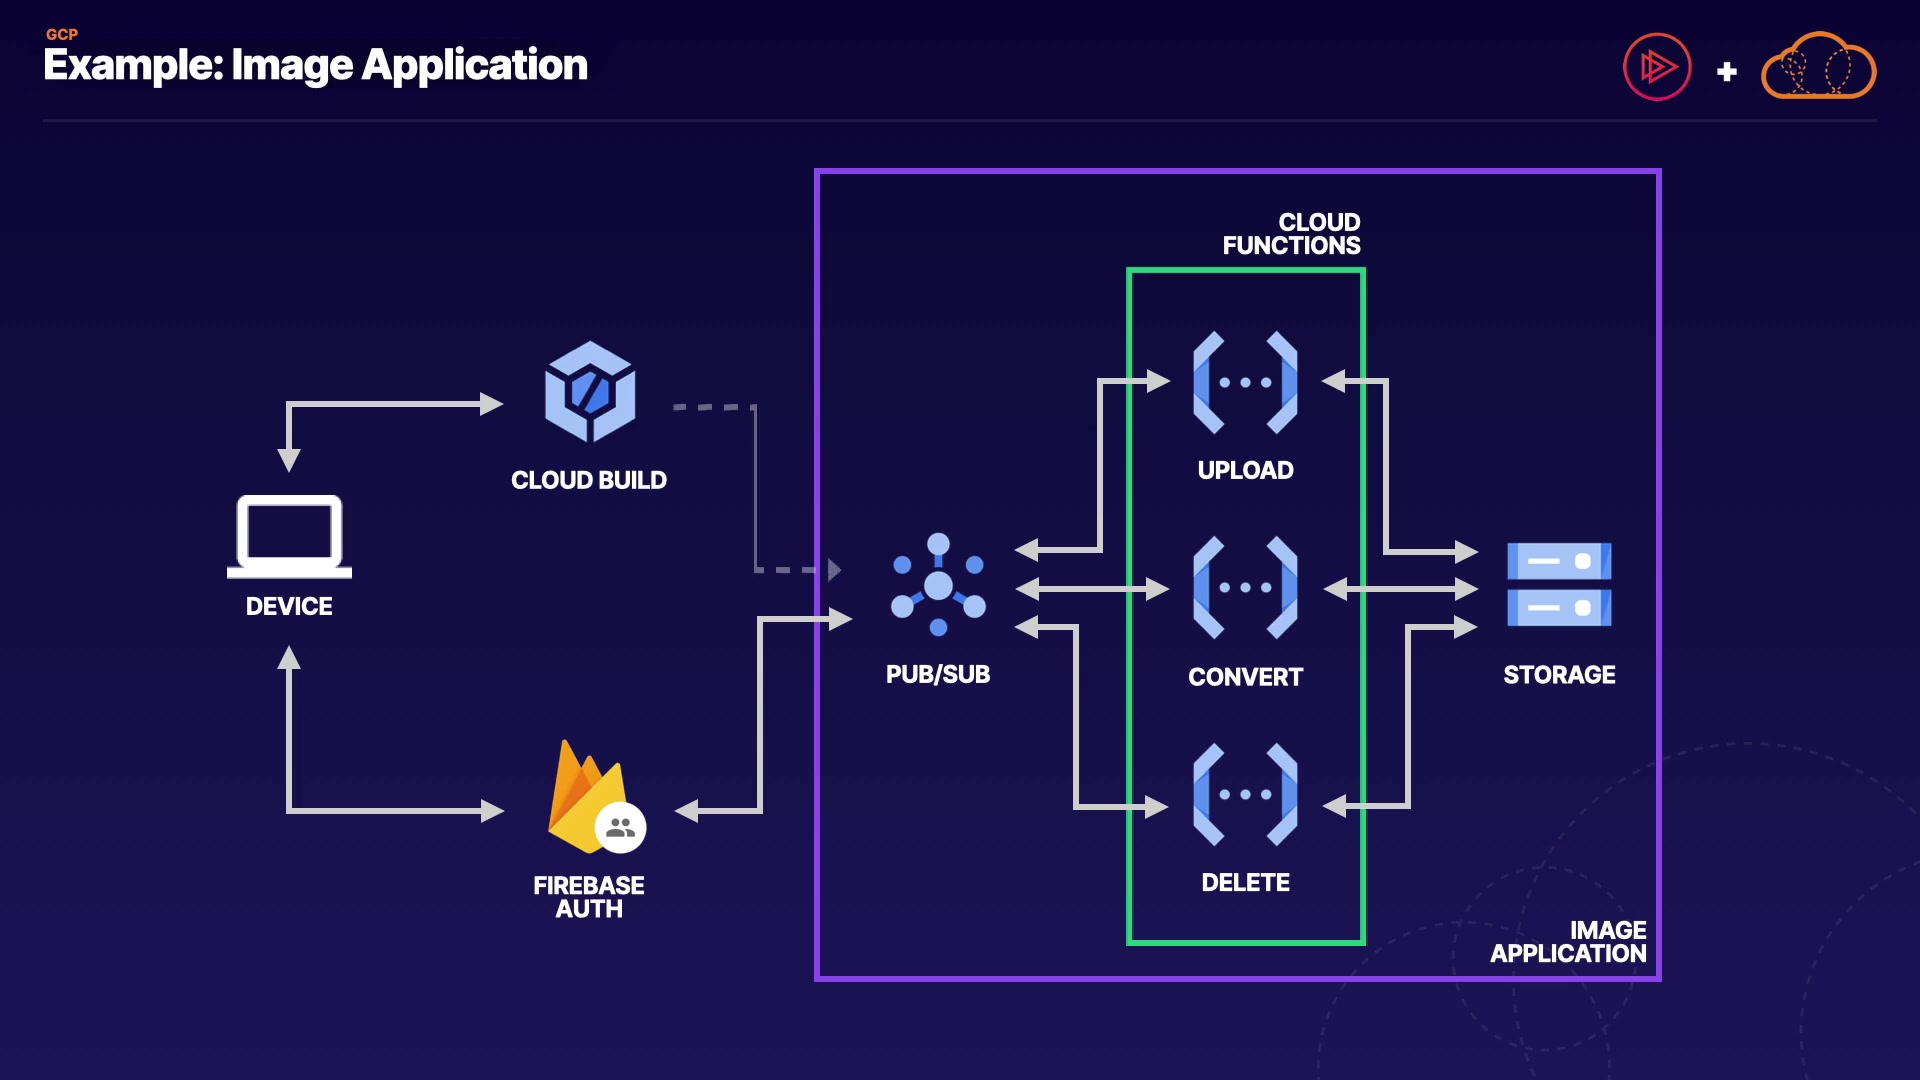 GCP
Example: Image Application
CLOUD
FUNCTIONS
CLOUD BUILD
UPLOAD
DEVICE
PUB/SUB
CONVERT
STORAGE
FIREBASE
AUTH
DELETE
IMAGE
APPLICATION